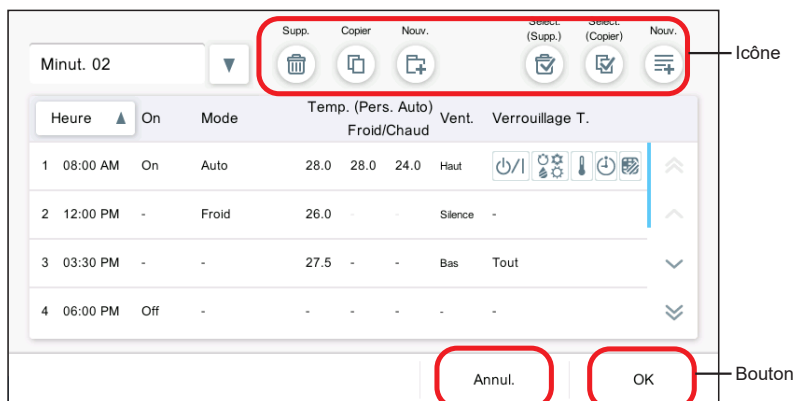 Supp. Copier Nouv. Sélect. (Supp.) Sélect. (Copier) Nouv.
Icône
Minut. 02
Heure On Mode Temp. (Pers. Auto) Froid/Chaud Vent. Verrouillage T.
1 08:00 AM On Auto 28.0 28.0 24.0 Haut
2 12:00 PM - Froid 26.0 - - Silence -
3 03:30 PM - - 27.5 - - Bas Tout
4 06:00 PM Off - - - - - -
Annul. OK
Bouton